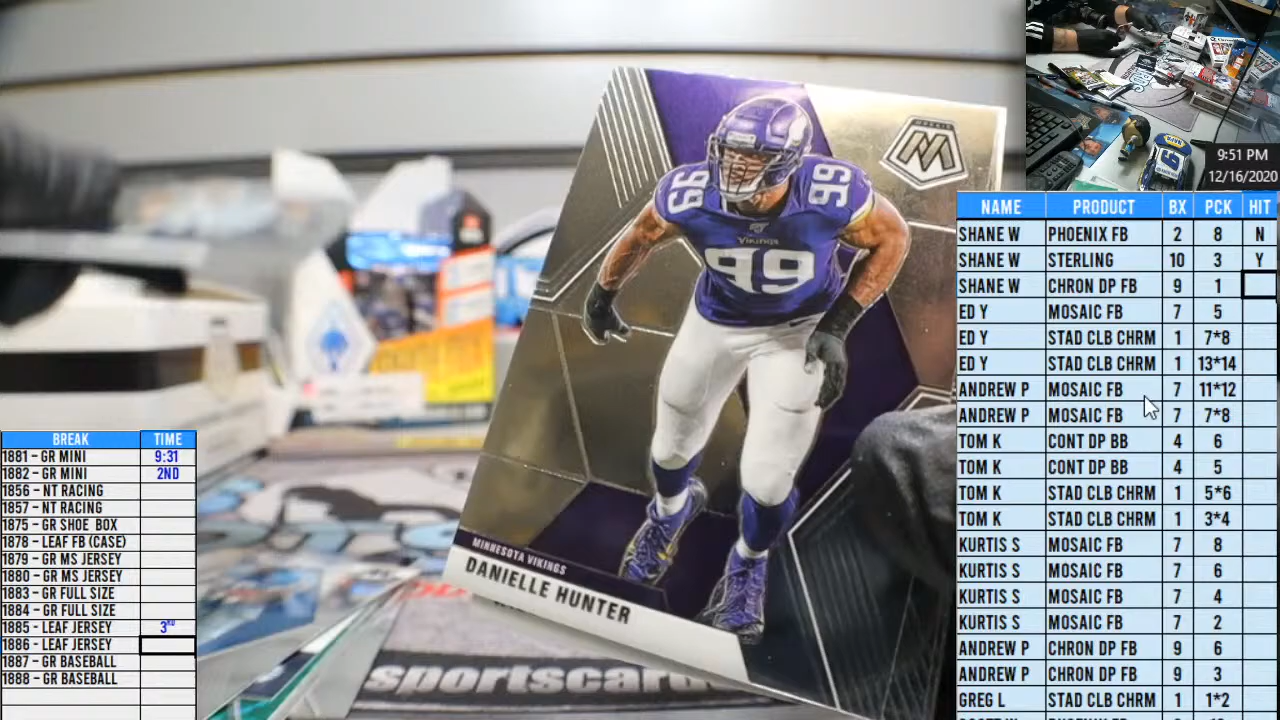 9:51 PM
12/16/2020
NAME PRODUCT BX PCK HIT
SHANE W PHOENIX FB 2 8 N
SHANE W STERLING 10 3 Y
SHANE W CHRON DP FB 9 1
ED Y MOSAIC FB 7 5
ED Y STAD CLB CHRM 1 7*8
ED Y STAD CLB CHRM 1 13*14
ANDREW P MOSAIC FB 7 11*12
ANDREW P MOSAIC FB 7 7*8
TOM K CONT DP BB 4 6
TOM K CONT DP BB 4 5
TOM K STAD CLB CHRM 1 5*6
TOM K STAD CLB CHRM 1 3*4
KURTIS S MOSAIC FB 7 8
KURTIS S MOSAIC FB 7 6
KURTIS S MOSAIC FB 7 4
KURTIS S MOSAIC FB 7 2
ANDREW P CHRON DP FB 9 6
ANDREW P CHRON DP FB 9 3
GREG L STAD CLB CHRM 1 1*2
BREAK TIME
1881 - GR MINI 9:31
1882 - GR MINI 2ND
1856 - NT RACING
1857 - NT RACING
1875 - GR SHOE BOX
1878 - LEAF FB (CASE)
1879 - GR MS JERSEY
1880 - GR MS JERSEY
1883 - GR FULL SIZE
1884 - GR FULL SIZE
1885 - LEAF JERSEY 3RD
1886 - LEAF JERSEY
1887 - GR BASEBALL
1888 - GR BASEBALL
MOSAIC
M
99 99
Vikings
99
MINNESOTA VIKINGS
DANIELLE HUNTER
sportscard